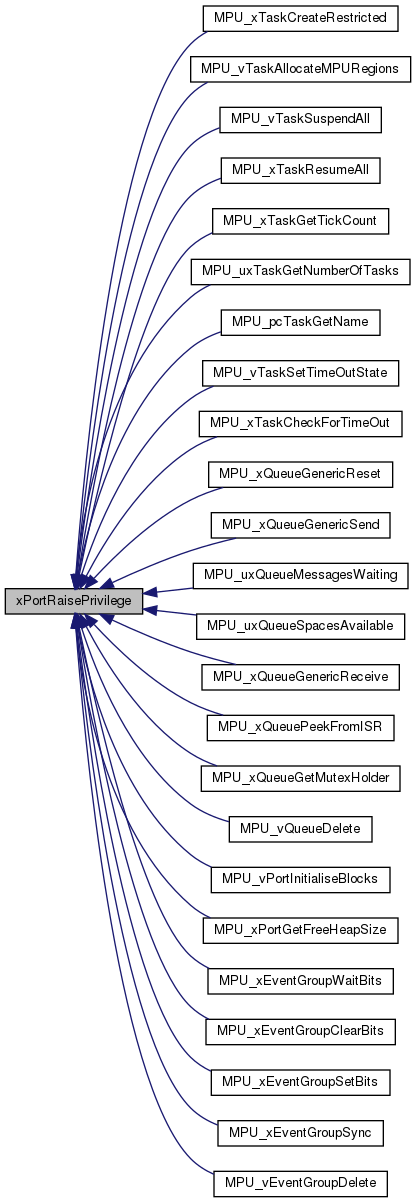 MPU_xTaskCreateRestricted
MPU_vTaskAllocateMPURegions
MPU_vTaskSuspendAll
MPU_xTaskResumeAll
MPU_xTaskGetTickCount
MPU_uxTaskGetNumberOfTasks
MPU_pcTaskGetName
MPU_vTaskSetTimeOutState
MPU_xTaskCheckForTimeOut
MPU_xQueueGenericReset
MPU_xQueueGenericSend
MPU_uxQueueMessagesWaiting
xPortRaisePrivilege
MPU_uxQueueSpacesAvailable
MPU_xQueueGenericReceive
MPU_xQueuePeekFromISR
MPU_xQueueGetMutexHolder
MPU_vQueueDelete
MPU_vPortInitialiseBlocks
MPU_xPortGetFreeHeapSize
MPU_xEventGroupWaitBits
MPU_xEventGroupClearBits
MPU_xEventGroupSetBits
MPU_xEventGroupSync
MPU_vEventGroupDelete